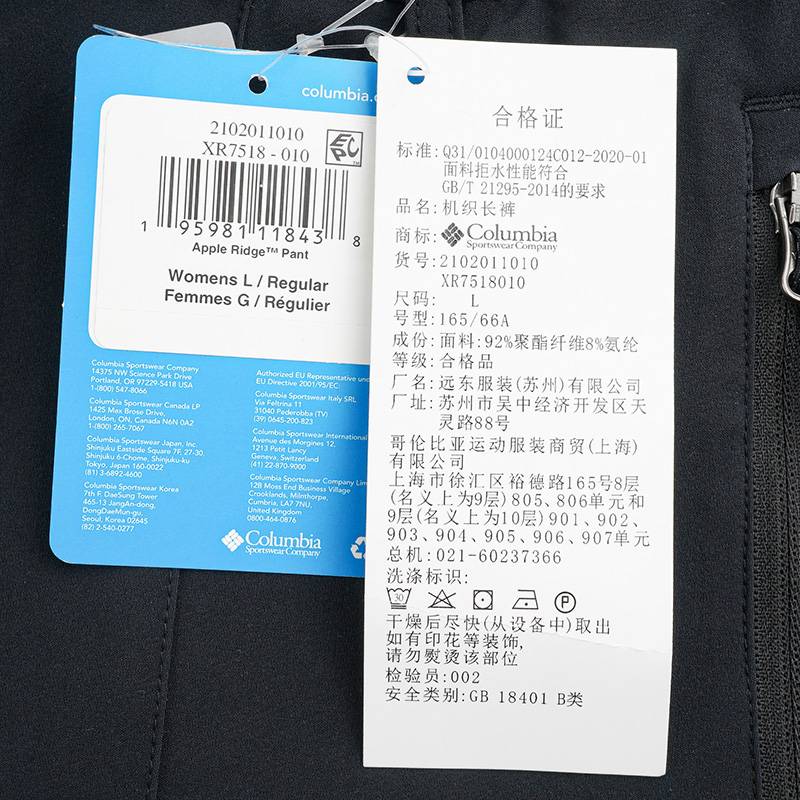 columbia.c
2102011010
XR7518 - 010
EPC
1 95981 11843 8
Apple Ridge™ Pant
Womens L / Regular
Femmes G / Régulier
Columbia Sportswear Company
14375 NW Science Park Drive
Portland, OR 97229-5418 USA
1-800 547-8066
Columbia Sportswear Canada LP
1425 Max Brose Drive,
London, ON, Canada N6N 0A2
1-800 265-7067
Columbia Sportswear Japan, Inc.
Shinjuku Eastside Square 7F, 27-30,
Shinjuku 6-Chome, Shinjuku-ku
Tokyo, Japan 160-0022
(81) 3-6892-4600
Columbia Sportswear Korea
7th F. DaeSung Tower
465-13 JangAn-dong,
DongDaeMun-gu,
Seoul, Korea 02645
(82) 2-540-0277
Authorized EU Representative und
EU Directive 2001/95/EC:
Columbia Sportswear Italy SRL
Via Feltrina 11
31040 Pederobba (TV)
(39) 0645-200-823
Columbia Sportswear International
Avenue des Morgines 12,
1213 Petit Lancy
Geneva, Switzerland
(41) 22-870-9000
Columbia Sportswear Company Lim
12B Moss End Business Village
Crooklands, Milnthorpe,
Cumbria, LA7 7NU,
United Kingdom
0800-464-0876
Columbia
Sportswear Company
合格证
标准:Q31/0104000124C012-2020-01
面料拒水性能符合
GB/T 21295-2014的要求
品名:机织长裤
商标:Columbia
Sportswear Company
货号:2102011010
XR7518010
尺码: L
号型:165/66A
成份:面料:92%聚酯纤维8%氨纶
等级:合格品
厂名:远东服装(苏州)有限公司
厂址:苏州市吴中经济开发区天
灵路88号
哥伦比亚运动服装商贸(上海)
有限公司
上海市徐汇区裕德路165号8层
(名义上为9层)805、806单元和
9层(名义上为10层)901、902、
903、904、905、906、907单元
总机:021-60237366
洗涤标识:
30 P
干燥后尽快(从设备中)取出
如有印花等装饰,
请勿熨烫该部位
检验员:002
安全类别:GB 18401 B类